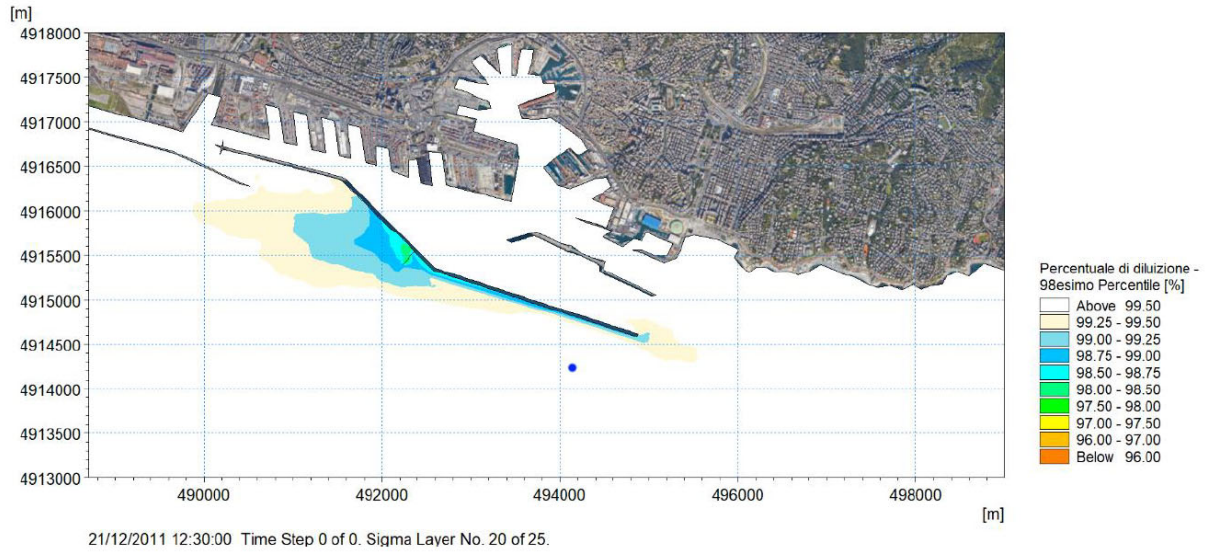 [m]
4918000
4917500
4917000
4916500
4916000
4915500
4915000
4914500
4914000
4913500
4913000
490000 492000 494000 496000 498000
[m]
Percentuale di diluizione -
98esimo Percentile [%]
Above 99.50
99.25 - 99.50
99.00 - 99.25
98.75 - 99.00
98.50 - 98.75
98.00 - 98.50
97.50 - 98.00
97.00 - 97.50
96.00 - 97.00
Below 96.00
21/12/2011 12:30:00 Time Step 0 of 0. Sigma Layer No. 20 of 25.